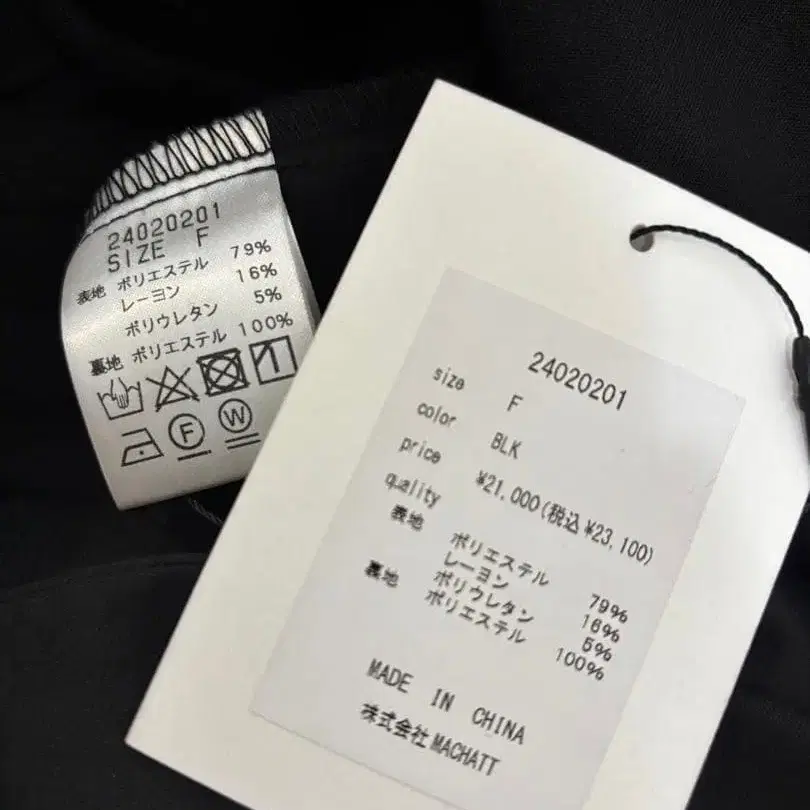 24020201
SIZE F
表地 ポリエステル 79%
レーヨン 16%
ポリウレタン 5%
裏地 ポリエステル 100%
F
W
24020201
size F
color BLK
price ¥21,000(税込 ¥23,100)
quality
表地 ポリエステル 79%
レーヨン 16%
ポリウレタン 5%
裏地 ポリエステル 100%
MADE IN CHINA
株式会社 MACHATT